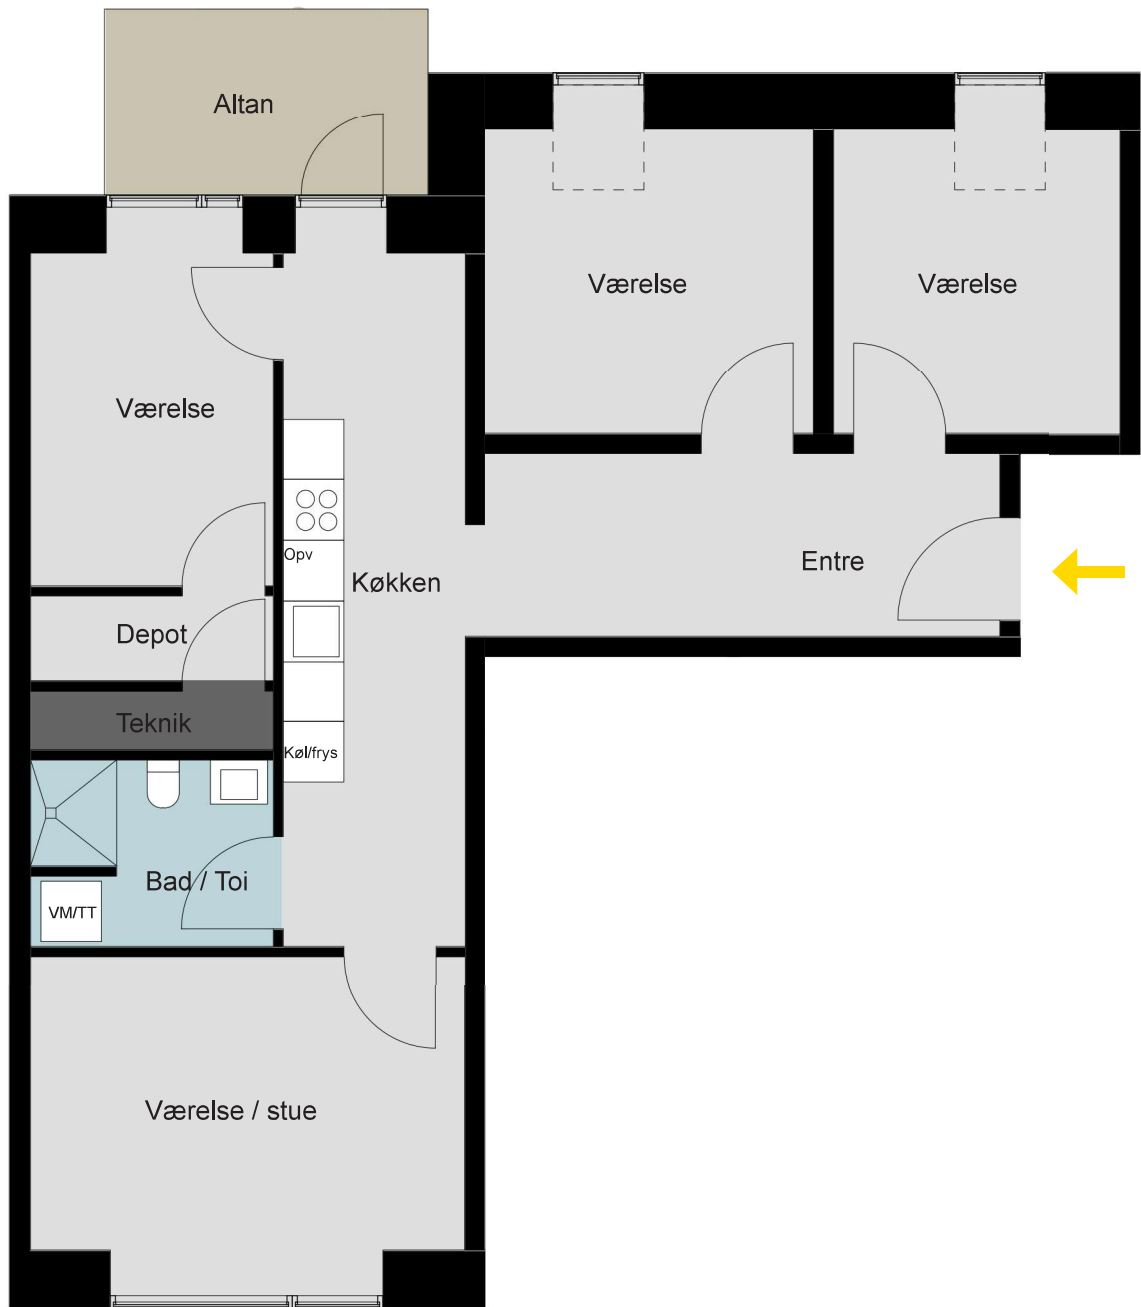 Altan
Værelse
Værelse
Værelse
Opv
Entre
Køkken
Depot
Teknik
Køl/frys
Bad / Toi
VM/TT
Værelse / stue